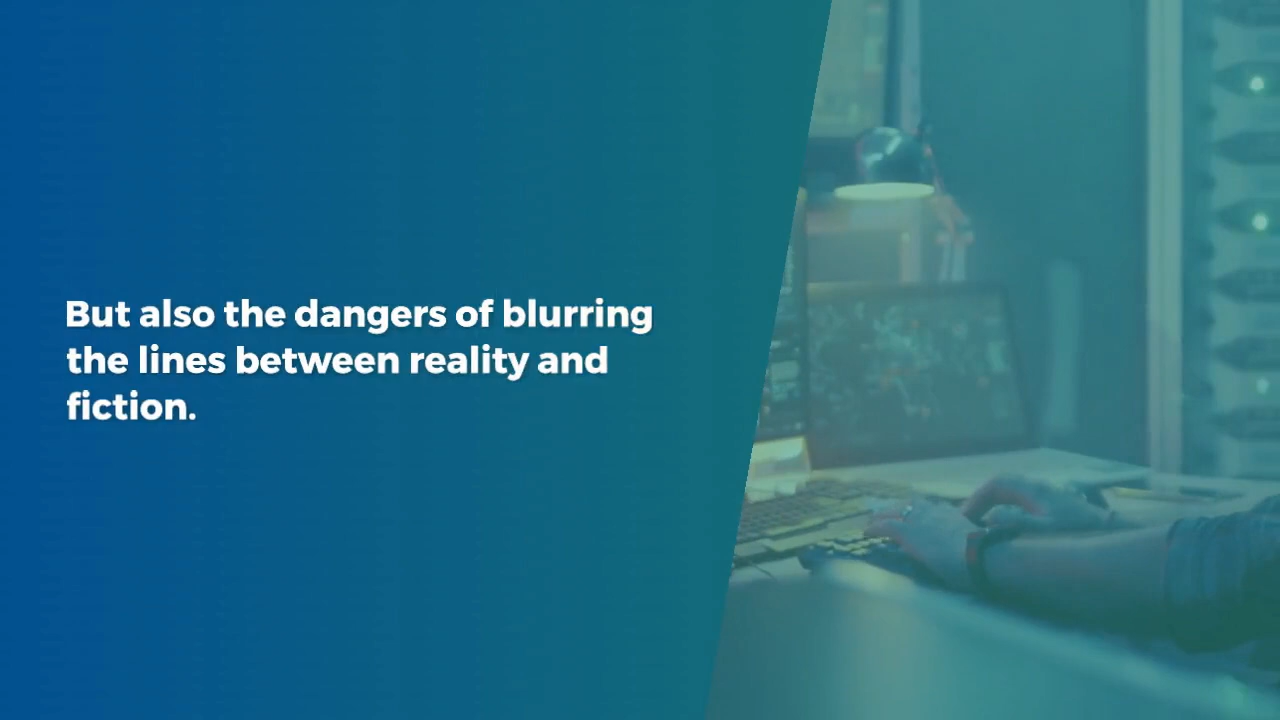 But also the dangers of blurring
the lines between reality and
fiction.